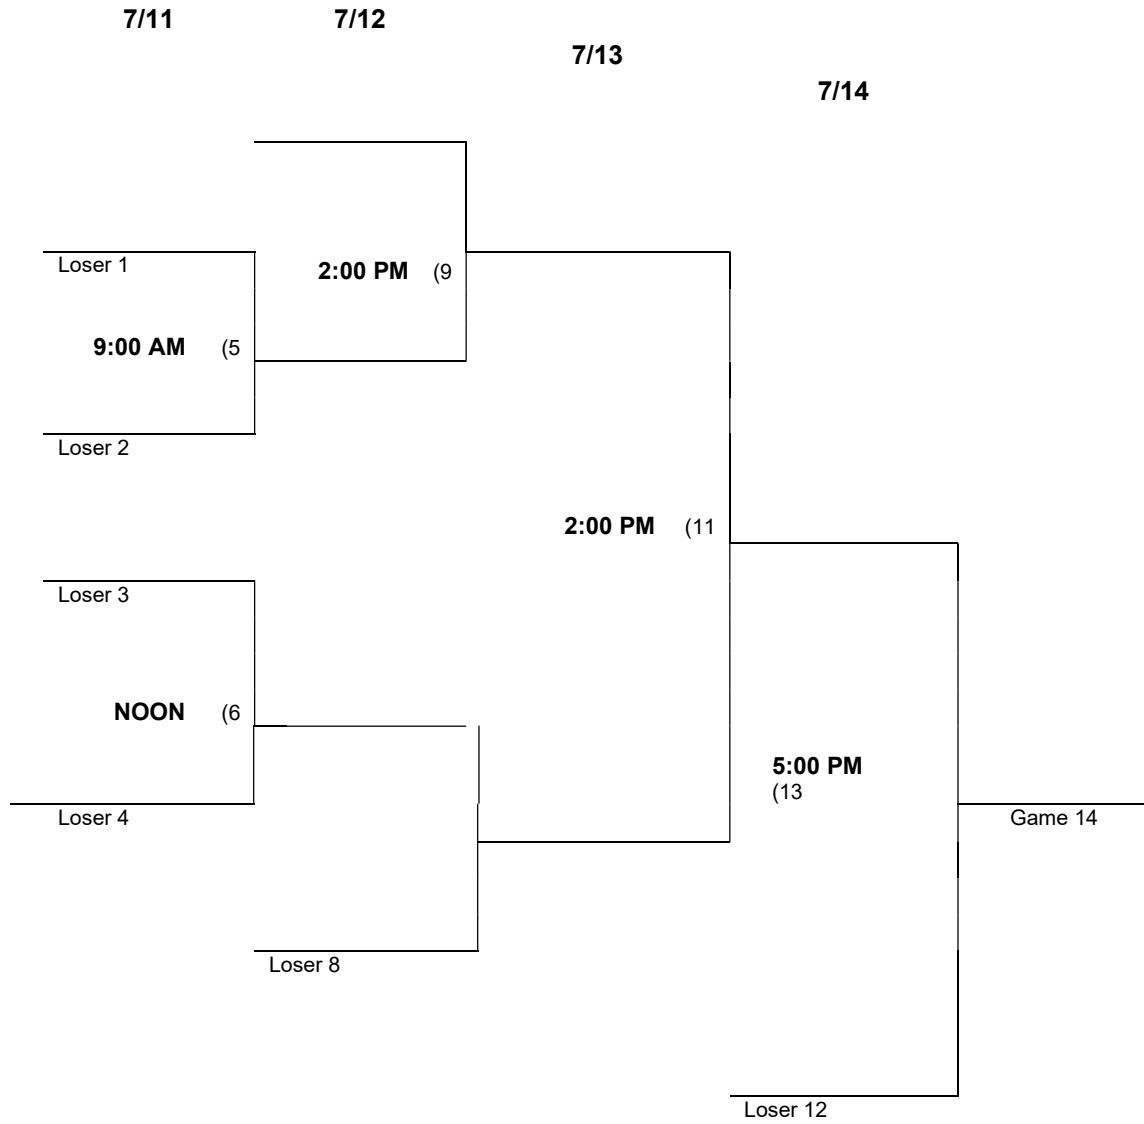 7/11 7/12
7/13
7/14
Loser 1
2:00 PM (9
9:00 AM (5
Loser 2
2:00 PM (11
Loser 3
NOON (6
5:00 PM
(13
Loser 4
Game 14
Loser 8
Loser 12